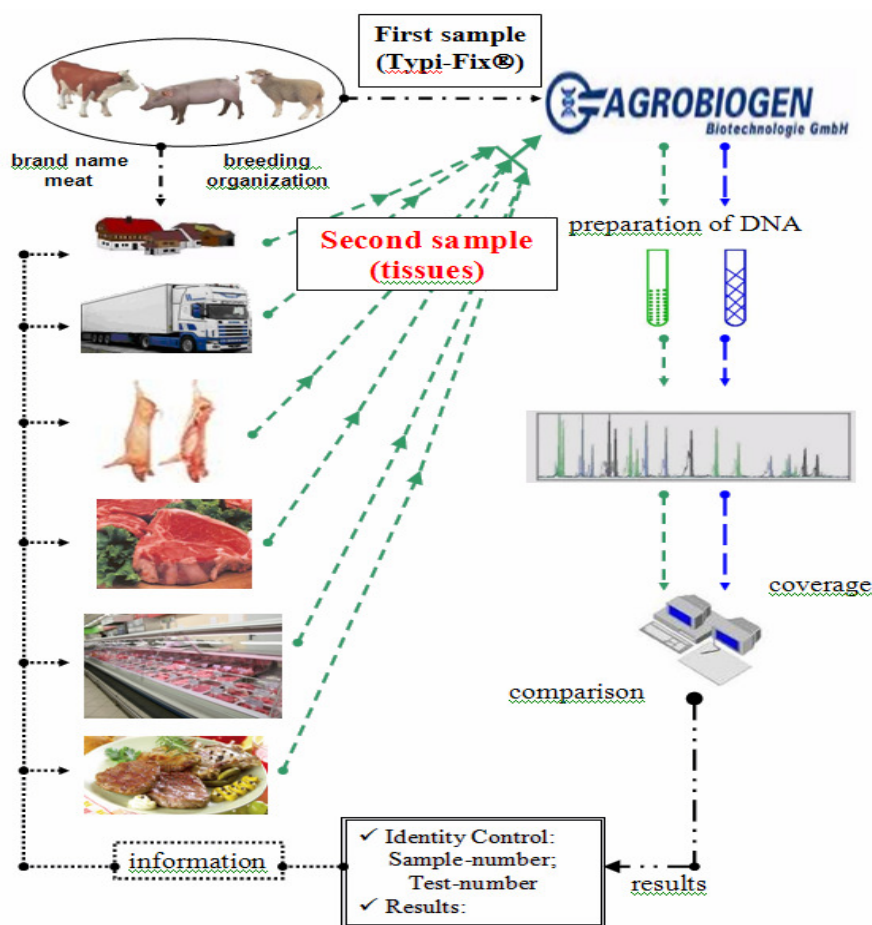 First sample
(Typi-Fix®)
AGROBIOGEN
Biotechnologie GmbH
brand name
meat
breeding
organization
preparation of DNA
Second sample
(tissues)
coverage
comparison
✓ Identity Control:
Sample-number;
Test-number
✓ Results:
information
results